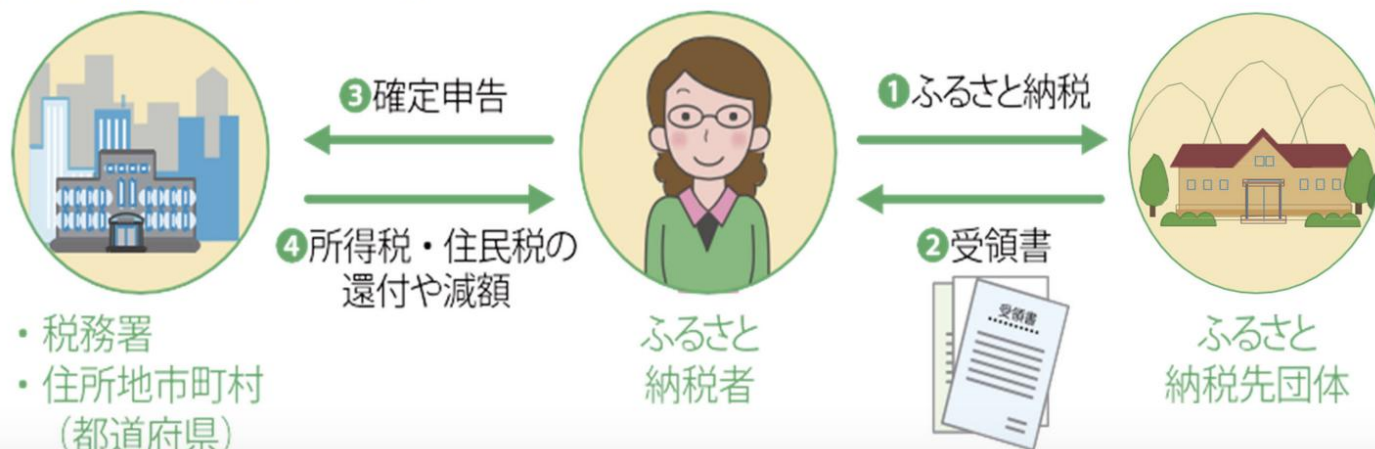 ❸確定申告
❹所得税・住民税の
還付や減額
・税務署
・住所地市町村
（都道府県）
ふるさと
納税者
❶ふるさと納税
❷受領書
受領書
ふるさと
納税先団体